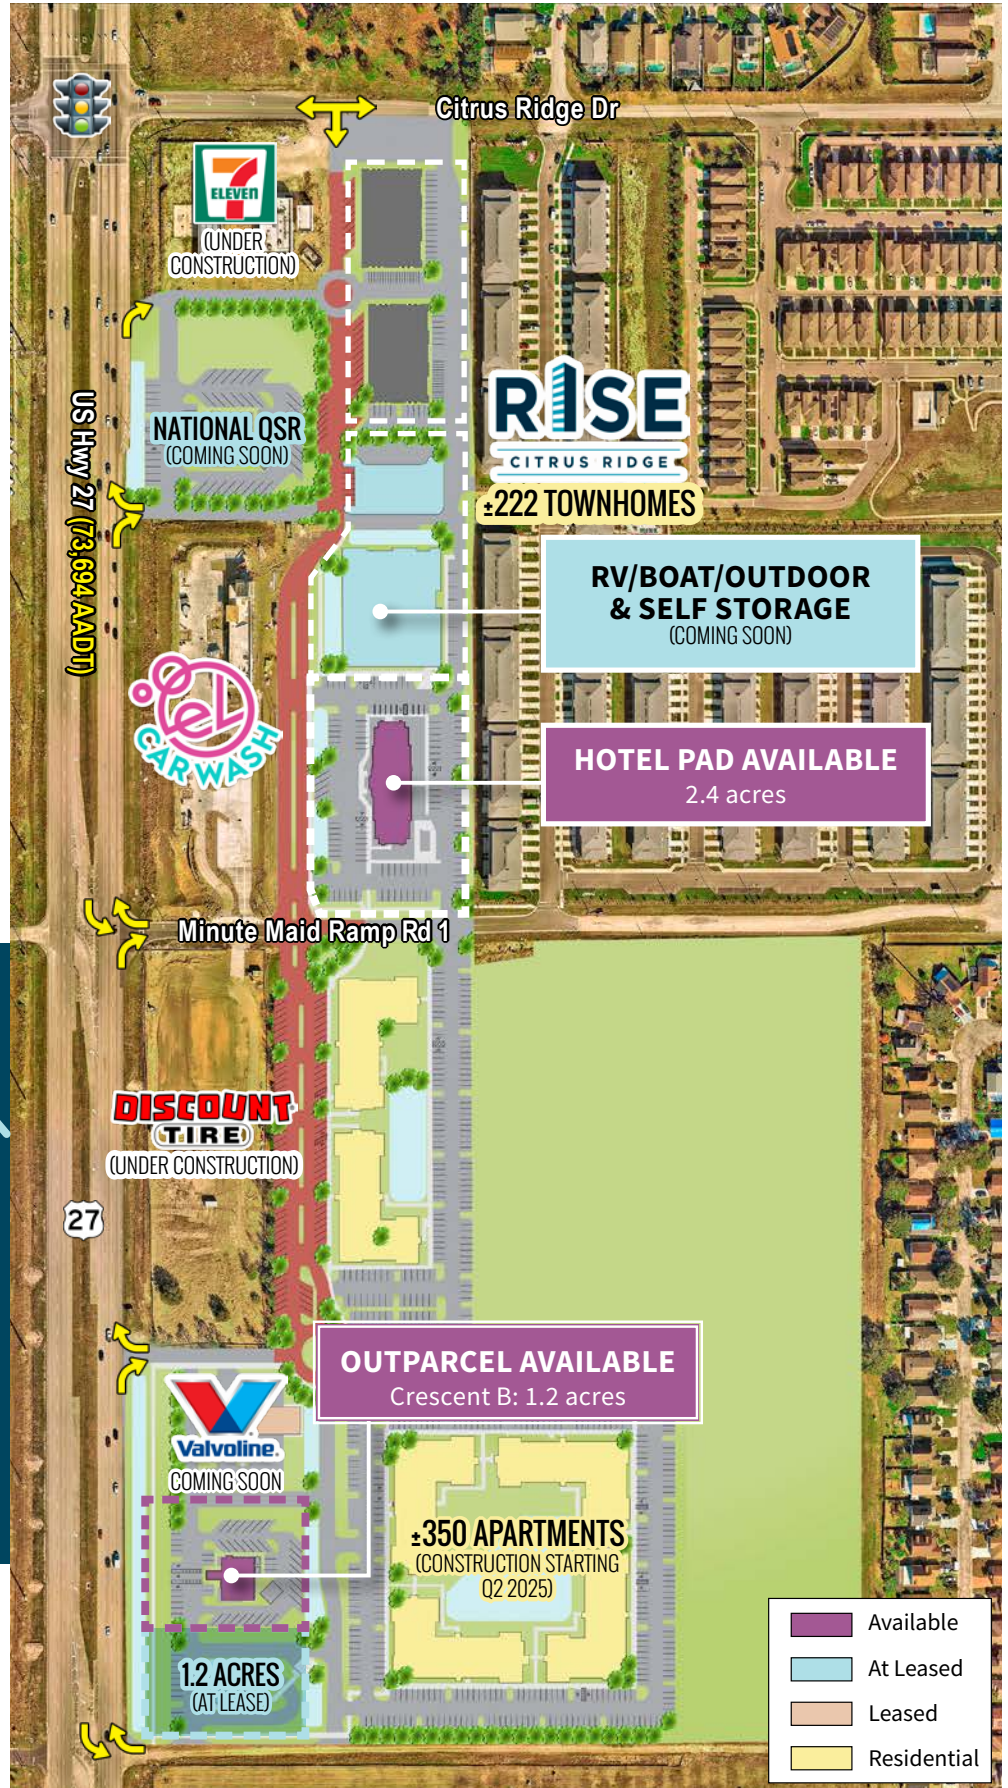 Citrus Ridge Dr
7
ELEVEN
(UNDER
CONSTRUCTION)
NATIONAL QSR
(COMING SOON)
US Hwy 27 (73,694 AADT)
RISE
CITRUS RIDGE
±222 TOWNHOMES
RV/BOAT/OUTDOOR
& SELF STORAGE
(COMING SOON)
EL
CAR WASH
HOTEL PAD AVAILABLE
2.4 acres
Minute Maid Ramp Rd 1
DISCOUNT
TIRE
(UNDER CONSTRUCTION)
27
OUTPARCEL AVAILABLE
Crescent B: 1.2 acres
Valvoline.
COMING SOON
±350 APARTMENTS
(CONSTRUCTION STARTING
Q2 2025)
1.2 ACRES
(AT LEASE)
Available
At Leased
Leased
Residential